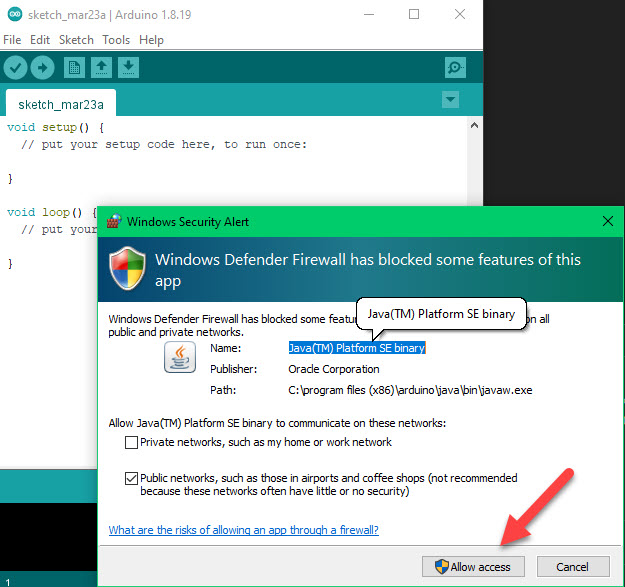 sketch_mar23a | Arduino 1.8.19
File Edit Sketch Tools Help
sketch_mar23a
void setup() {
// put your setup code here, to run once:
}
void loop() {
// put your
}
Windows Security Alert
Windows Defender Firewall has blocked some features of this
app
Java(TM) Platform SE binary
Windows Defender Firewall has blocked some on all
public and private networks.
Name: Java(TM) Platform SE binary
Publisher: Oracle Corporation
Path: C:\program files (x86)\arduino\java\bin\javaw.exe
Allow Java(TM) Platform SE binary to communicate on these networks:
Private networks, such as my home or work network
Public networks, such as those in airports and coffee shops (not recommended
because these networks often have little or no security)
What are the risks of allowing an app through a firewall?
Allow access Cancel
1